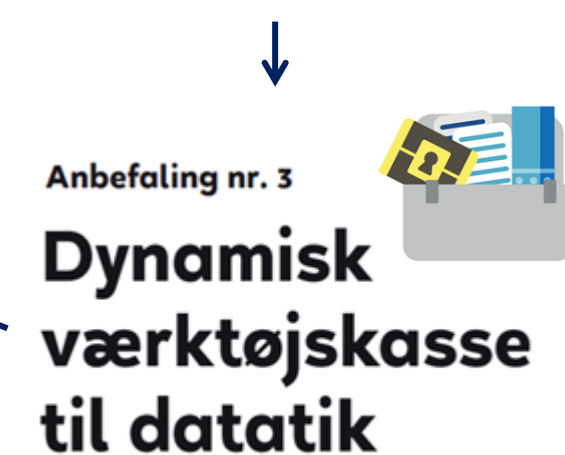 Anbefaling nr. 3
Dynamisk
værktøjskasse
til datatik